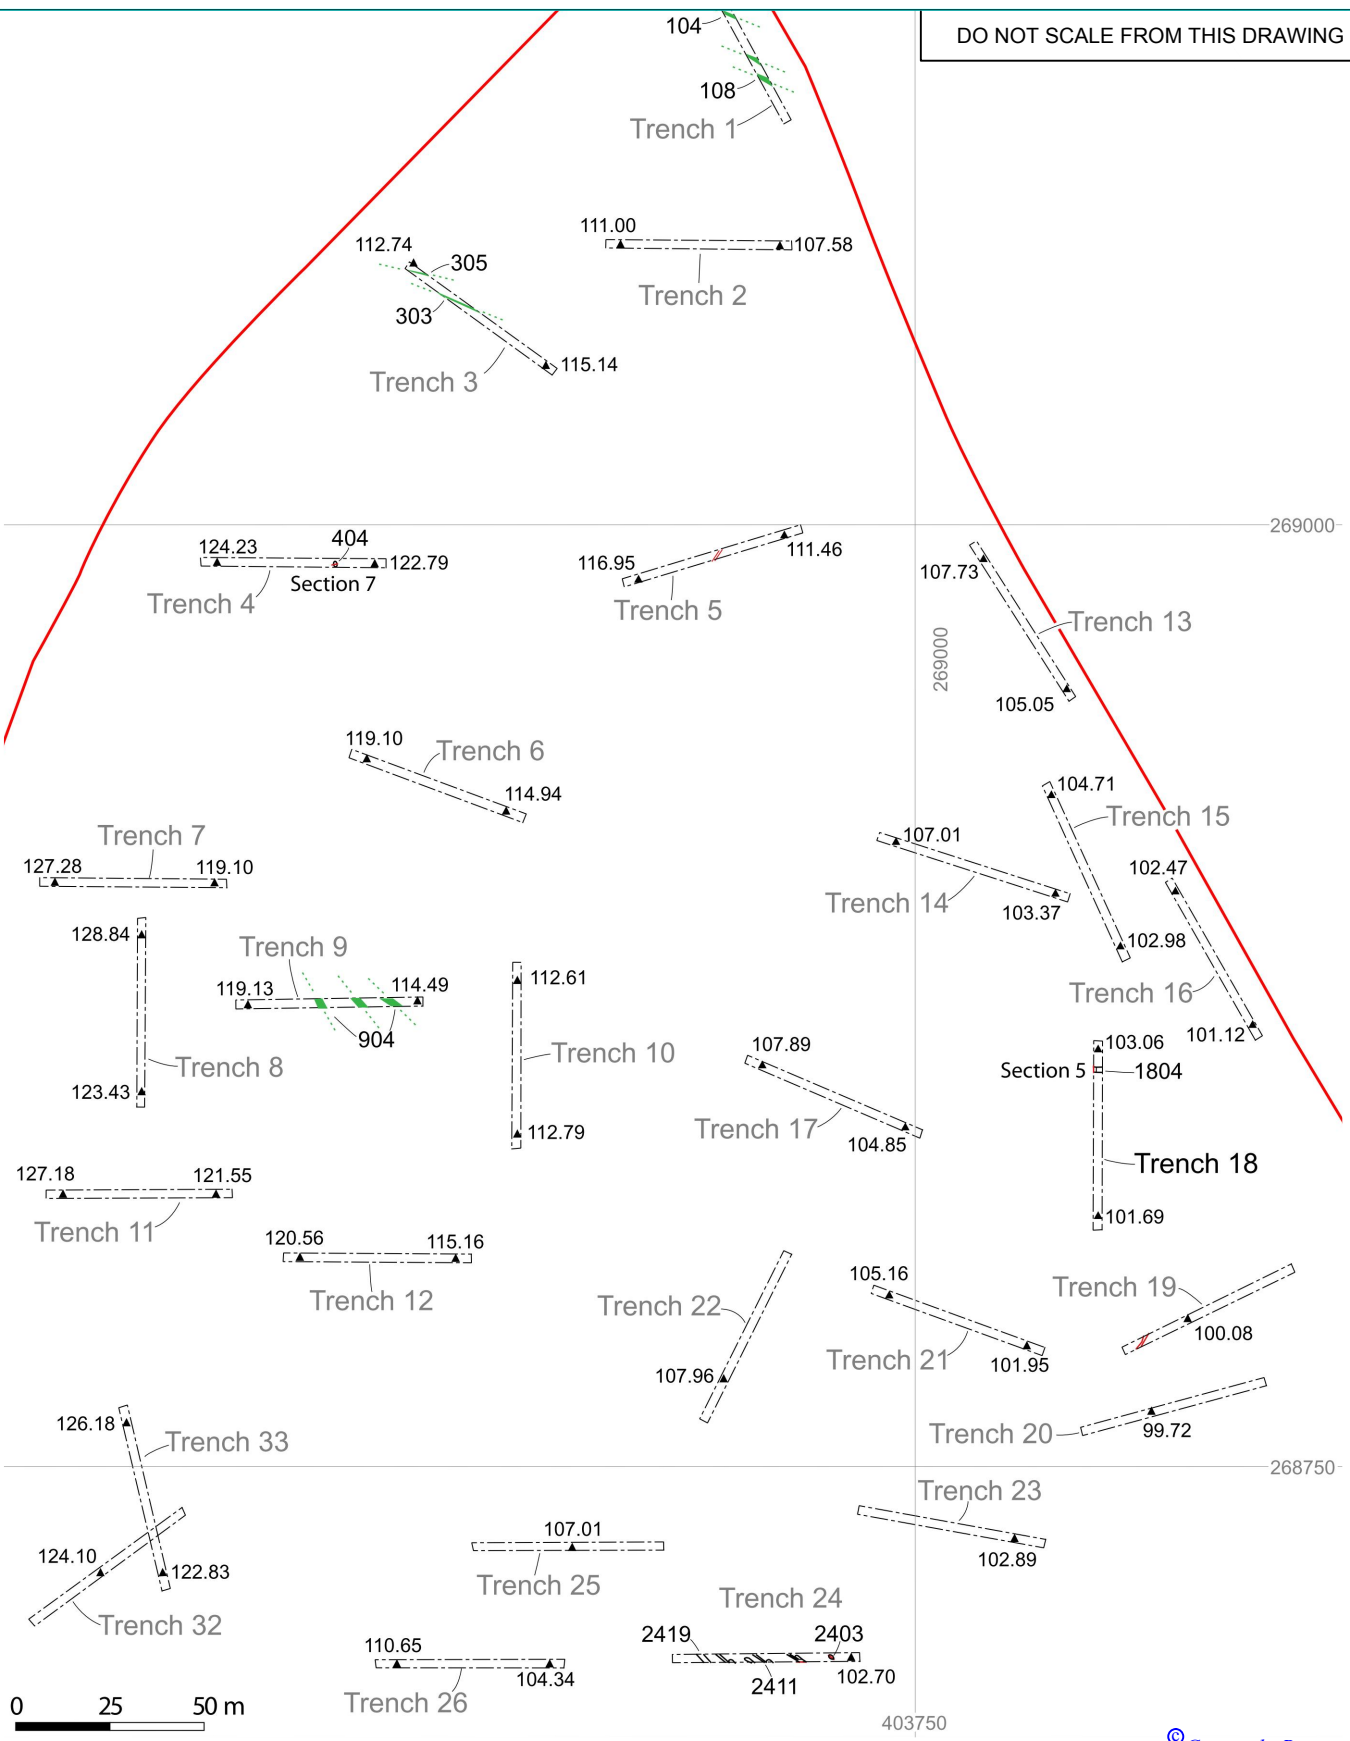 104
DO NOT SCALE FROM THIS DRAWING
108
Trench 1
111.00
107.58
112.74
305
Trench 2
303
115.14
Trench 3
269000
124.23
404
122.79
Section 7
Trench 4
116.95
111.46
Trench 5
107.73
Trench 13
269000
105.05
119.10
Trench 6
114.94
104.71
Trench 15
Trench 7
127.28
119.10
107.01
Trench 14
103.37
102.47
128.84
Trench 9
102.98
119.13
114.49
112.61
Trench 16
904
101.12
Trench 8
Trench 10
107.89
103.06
Section 5
1804
123.43
112.79
Trench 17
104.85
Trench 18
127.18
121.55
101.69
Trench 11
120.56
115.16
Trench 12
105.16
Trench 19
Trench 22
100.08
Trench 21
101.95
107.96
126.18
Trench 33
Trench 20
99.72
268750
Trench 23
107.01
102.89
124.10
122.83
Trench 25
Trench 24
Trench 32
2419
2403
110.65
104.34
2411
102.70
Trench 26
0 25 50 m
403750
©